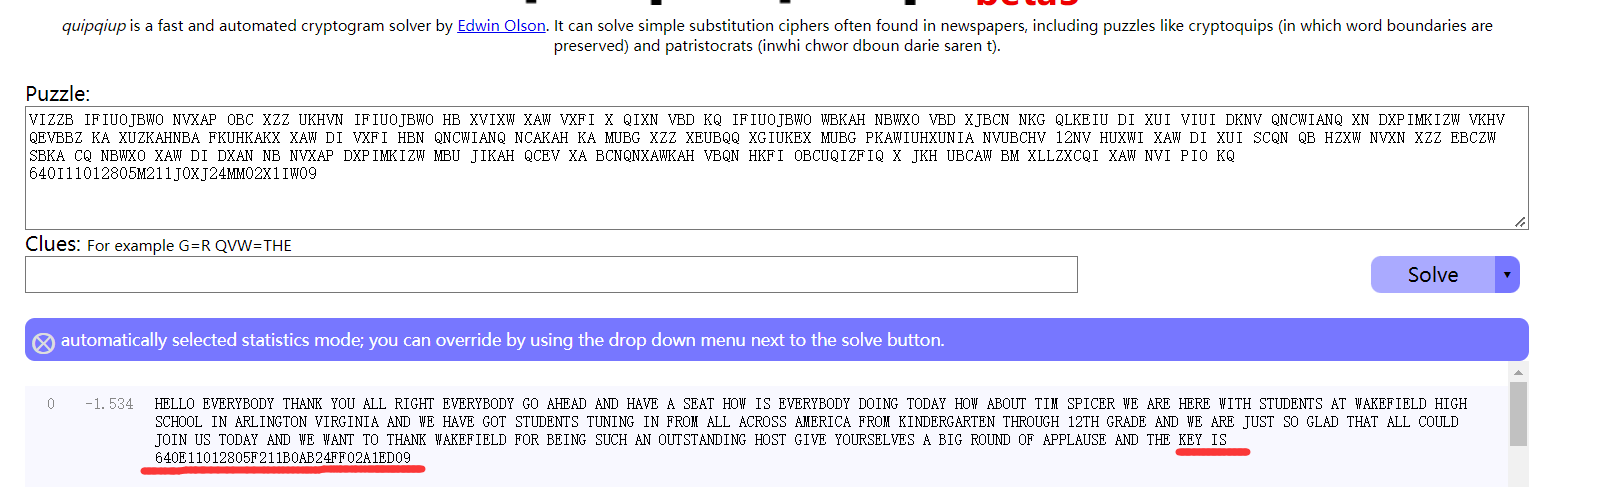 beta3
quipqiup is a fast and automated cryptogram solver by Edwin Olson. It can solve simple substitution ciphers often found in newspapers, including puzzles like cryptoquips (in which word boundaries are
preserved) and patristocrats (inwhi chwor dboun darie saren t).
Puzzle:
VIZZB IFIUOJBWO NVXAP OBC XZZ UKHVN IFIUOJBWO HB XVIXW XAW VXFI X QIXN VBD KQ IFIUOJBWO WBKAH NBWXO VBD XJBCN NKG QLKEIU DI XUI VIUI DKNV QNCWIANQ XN DXPIMKIZW VKHV
QEVBBZ KA XUZKAHNBA FKUHKAKX XAW DI VXFI HBN QNCWIANQ NCAKAH KA MUBG XZZ XEUBQQ XGIUKEX MUBG PKAWIUHXUNIA NVUBCHV 12NV HUXWI XAW DI XUI SCQN QB HZXW NVXN XZZ EBCZW
SBKA CQ NBWXO XAW DI DXAN NB NVXAP DXPIMKIZW MBU JIKAH QCEV XA BCNQNXAWKAH VBQN HKFI OBCUQIZFIQ X JKH UBCAW BM XLLZXCQI XAW NVI PIO KQ
640I11012805M211J0XJ24MM02X1IW09
Clues: For example G=R QVW=THE
Solve
automatically selected statistics mode; you can override by using the drop down menu next to the solve button.
0 -1.534 HELLO EVERYBODY THANK YOU ALL RIGHT EVERYBODY GO AHEAD AND HAVE A SEAT HOW IS EVERYBODY DOING TODAY HOW ABOUT TIM SPICER WE ARE HERE WITH STUDENTS AT WAKEFIELD HIGH
SCHOOL IN ARLINGTON VIRGINIA AND WE HAVE GOT STUDENTS TUNING IN FROM ALL ACROSS AMERICA FROM KINDERGARTEN THROUGH 12TH GRADE AND WE ARE JUST SO GLAD THAT ALL COULD
JOIN US TODAY AND WE WANT TO THANK WAKEFIELD FOR BEING SUCH AN OUTSTANDING HOST GIVE YOURSELVES A BIG ROUND OF APPLAUSE AND THE KEY IS
640E11012805F211B0AB24FF02A1ED09